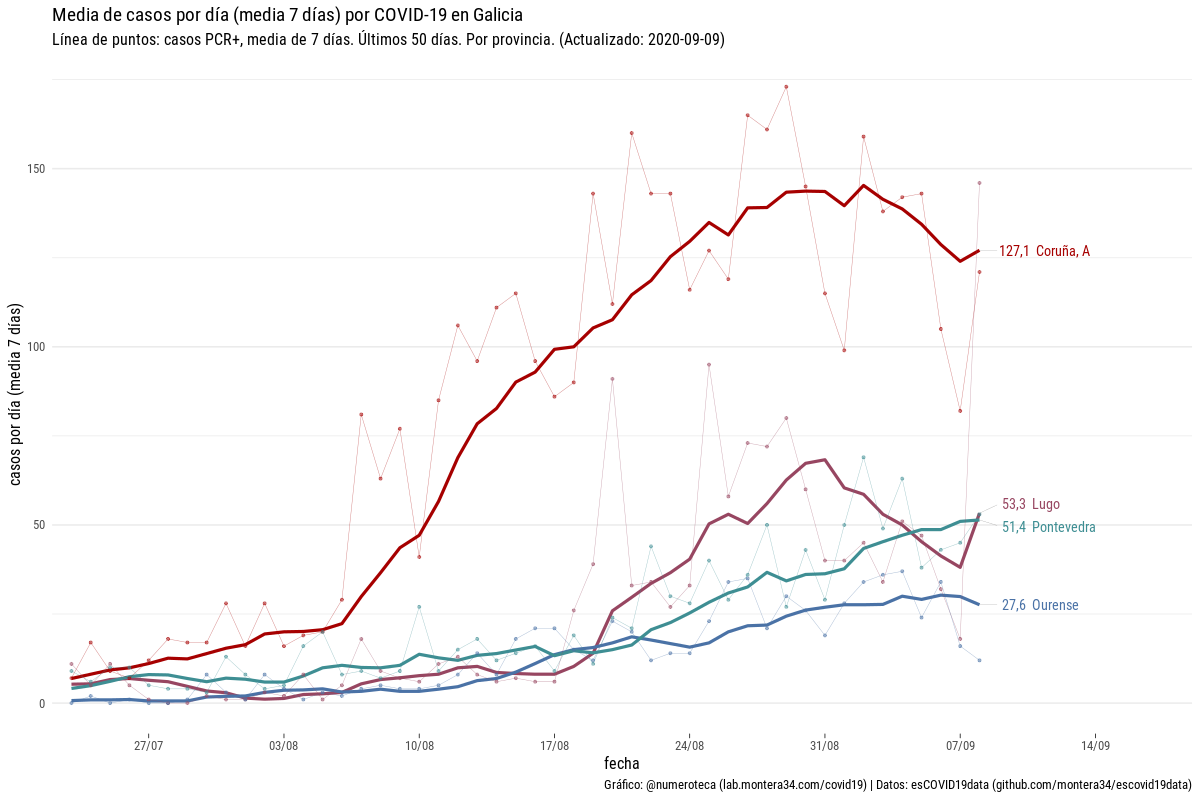 Media de casos por día (media 7 días) por COVID-19 en Galicia
Línea de puntos: casos PCR+, media de 7 días. Últimos 50 días. Por provincia. (Actualizado: 2020-09-09)
casos por día (media 7 días)
150
100
50
0
127,1 Coruña, A
53,3 Lugo
51,4 Pontevedra
27,6 Ourense
27/07
03/08
10/08
17/08
24/08
31/08
07/09
14/09
fecha
Gráfico: @numeroteca (lab.montera34.com/covid19) | Datos: esCOVID19data (github.com/montera34/escovid19data)